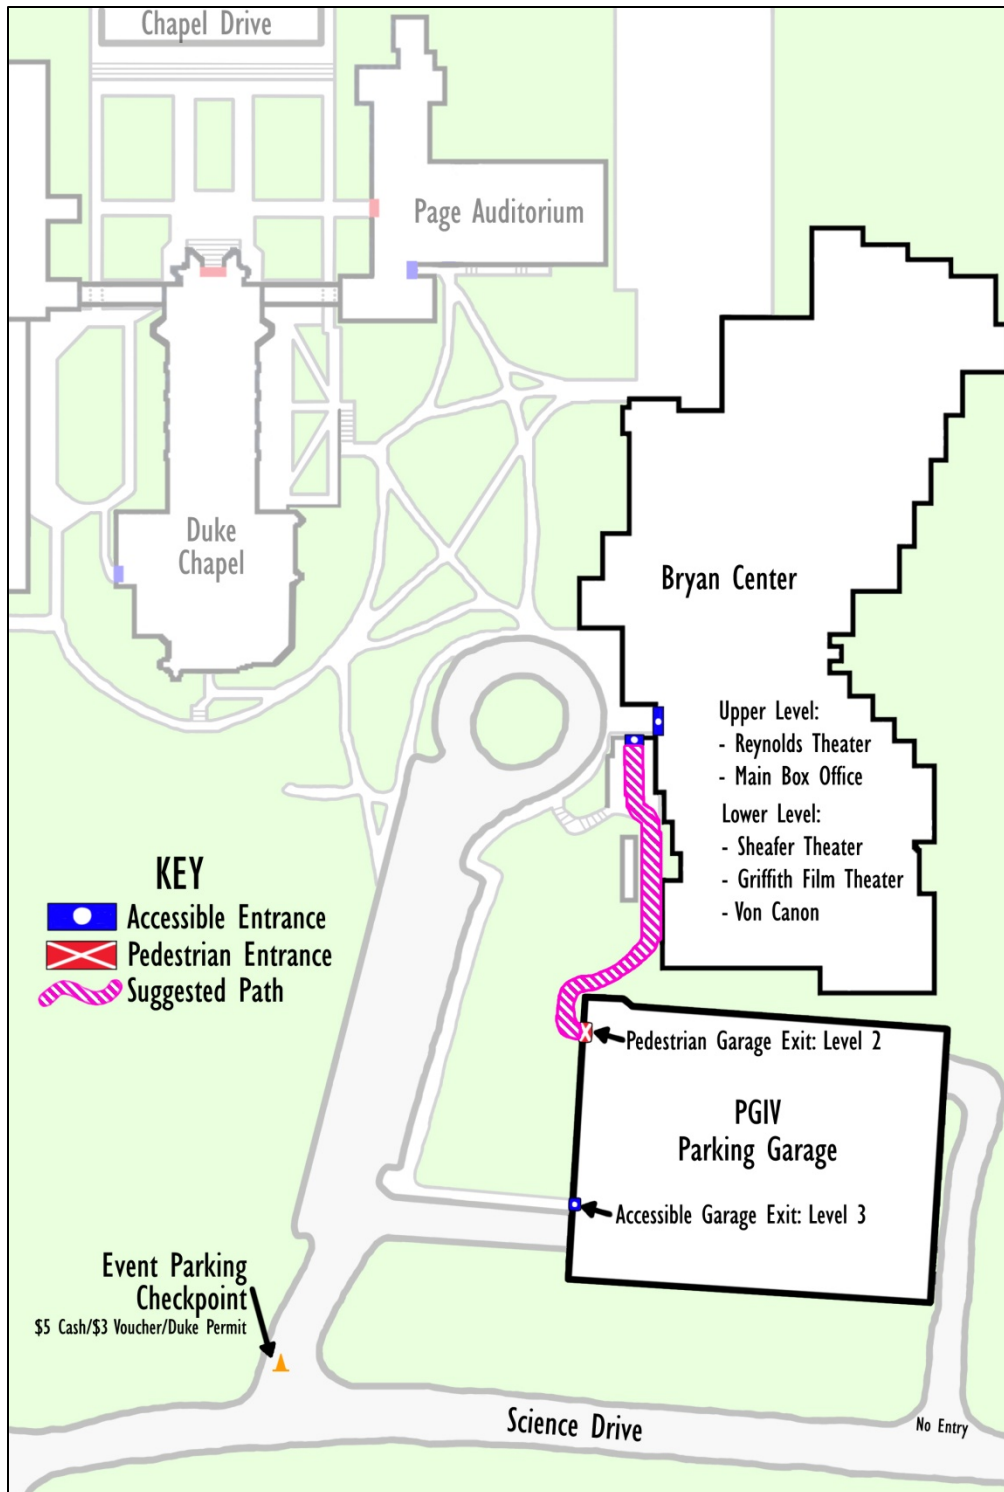 Chapel Drive
Page Auditorium
Duke
Chapel
Bryan Center
Upper Level:
- Reynolds Theater
- Main Box Office
Lower Level:
- Sheafer Theater
- Griffith Film Theater
- Von Canon
KEY
Accessible Entrance
Pedestrian Entrance
Suggested Path
Pedestrian Garage Exit: Level 2
PGIV
Parking Garage
Accessible Garage Exit: Level 3
Event Parking
Checkpoint
$5 Cash/$3 Voucher/Duke Permit
Science Drive
No Entry